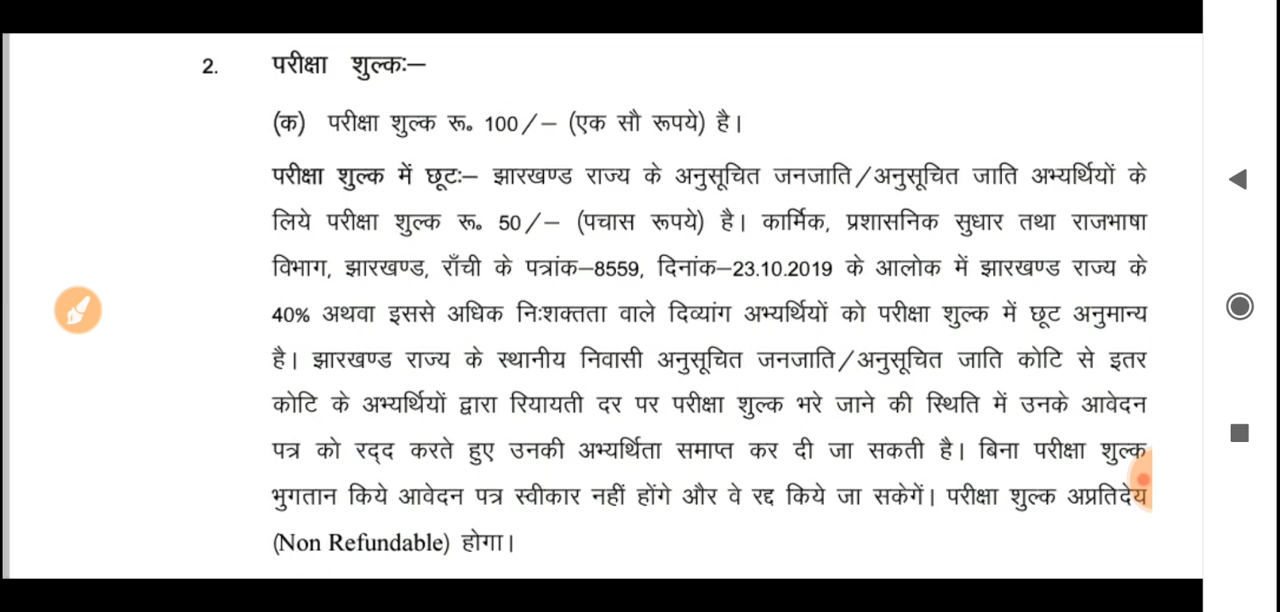 2. परीक्षा शुल्क:–
(क) परीक्षा शुल्क रू० 100/– (एक सौ रूपये) है।
परीक्षा शुल्क में छूटः– झारखण्ड राज्य के अनुसूचित जनजाति/अनुसूचित जाति अभ्यर्थियों के
लिये परीक्षा शुल्क रू० 50/– (पचास रूपये) है। कार्मिक, प्रशासनिक सुधार तथा राजभाषा
विभाग, झारखण्ड, राँची के पत्रांक–8559, दिनांक–23.10.2019 के आलोक में झारखण्ड राज्य के
40% अथवा इससे अधिक निःशक्तता वाले दिव्यांग अभ्यर्थियों को परीक्षा शुल्क में छूट अनुमान्य
है। झारखण्ड राज्य के स्थानीय निवासी अनुसूचित जनजाति/अनुसूचित जाति कोटि से इतर
कोटि के अभ्यर्थियों द्वारा रियायती दर पर परीक्षा शुल्क भरे जाने की स्थिति में उनके आवेदन
पत्र को रद्द करते हुए उनकी अभ्यर्थिता समाप्त कर दी जा सकती है। बिना परीक्षा शुल्क
भुगतान किये आवेदन पत्र स्वीकार नहीं होंगे और वे रद्द किये जा सकेगें। परीक्षा शुल्क अप्रतिदेय
(Non Refundable) होगा।